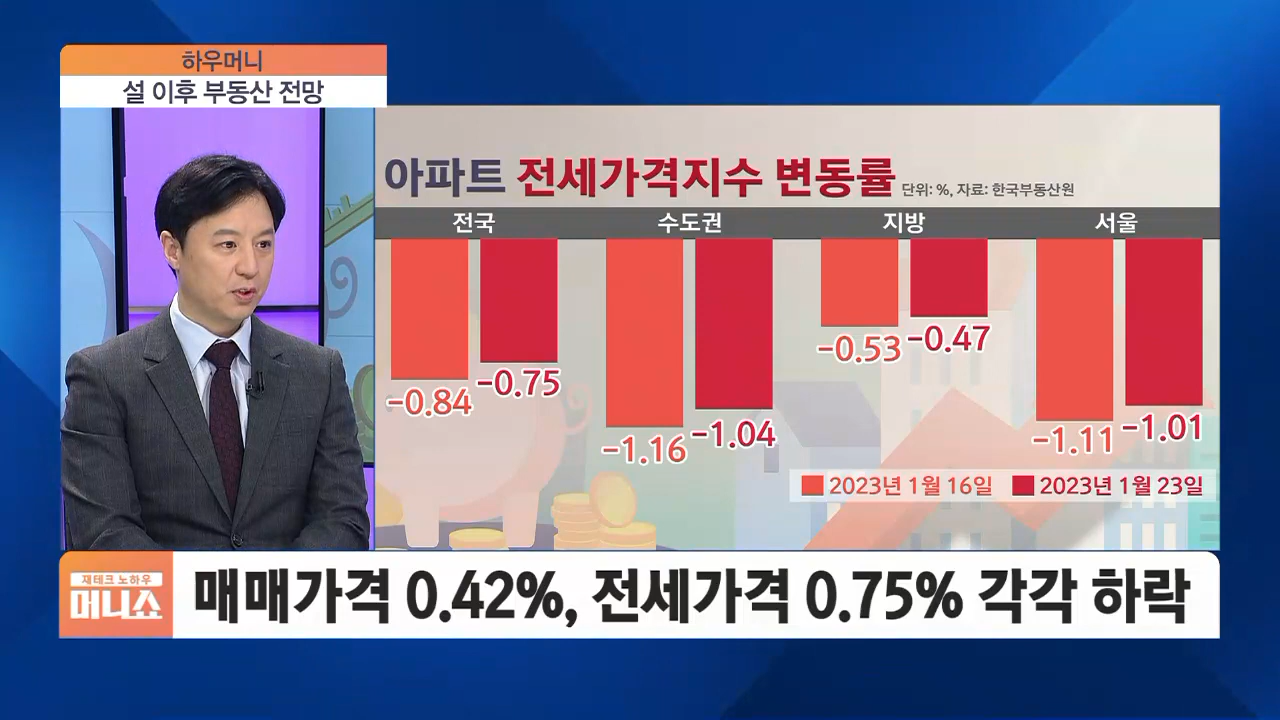 하우머니
설 이후 부동산 전망
아파트 전세가격지수 변동률 단위: %, 자료: 한국부동산원
전국 수도권 지방 서울
-0.84 -0.75 -1.16 -1.04 -0.53 -0.47 -1.11 -1.01
2023년 1월 16일 2023년 1월 23일
재테크 노하우
머니쇼
매매가격 0.42%, 전세가격 0.75% 각각 하락